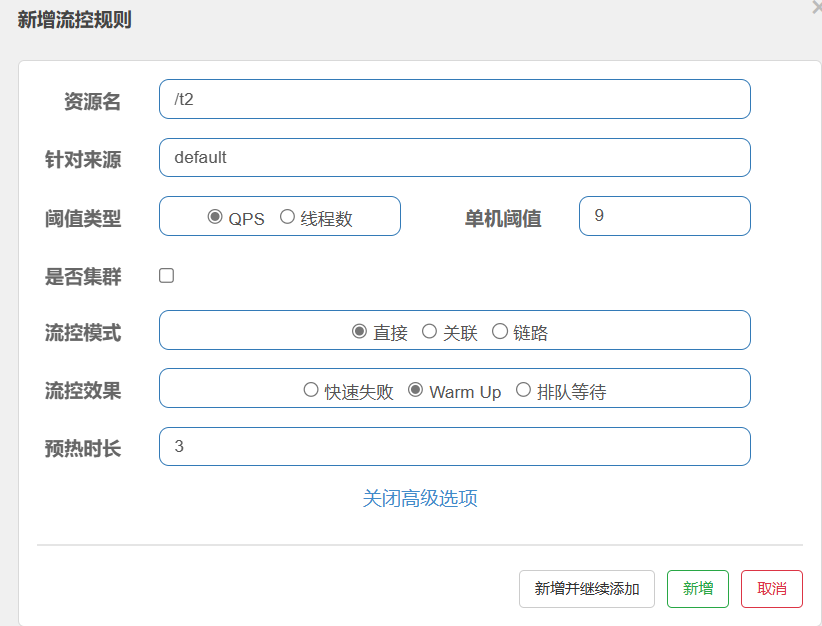 新增流控规则
资源名 /t2
针对来源 default
阈值类型 QPS 线程数 单机阈值 9
是否集群
流控模式 直接 关联 链路
流控效果 快速失败 Warm Up 排队等待
预热时长 3
关闭高级选项
新增并继续添加 新增 取消